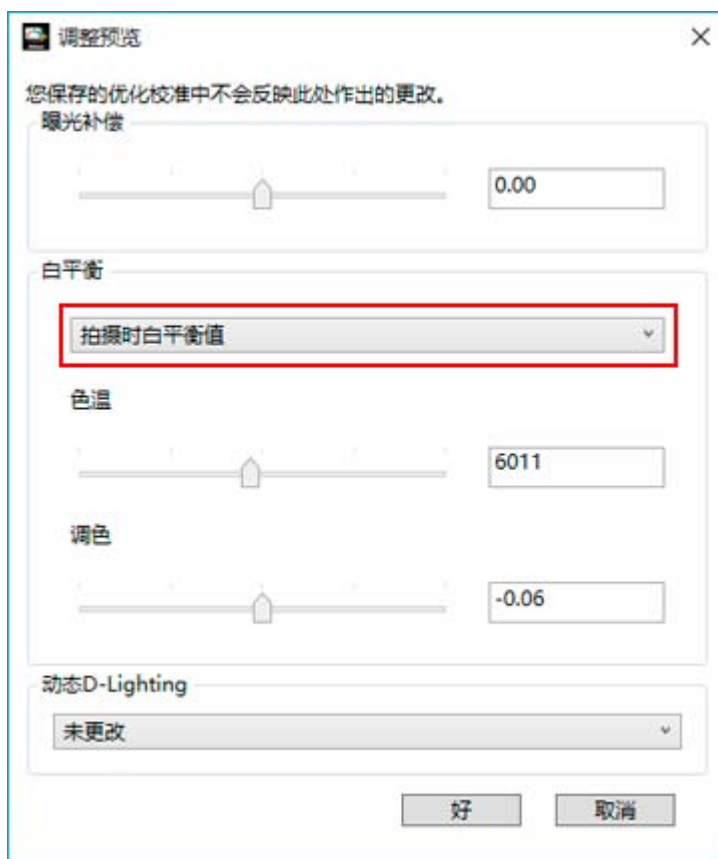 调整预览
您保存的优化校准中不会反映此处作出的更改。
曝光补偿
0.00
白平衡
拍摄时白平衡值
色温
6011
调色
-0.06
动态D-Lighting
未更改
好
取消